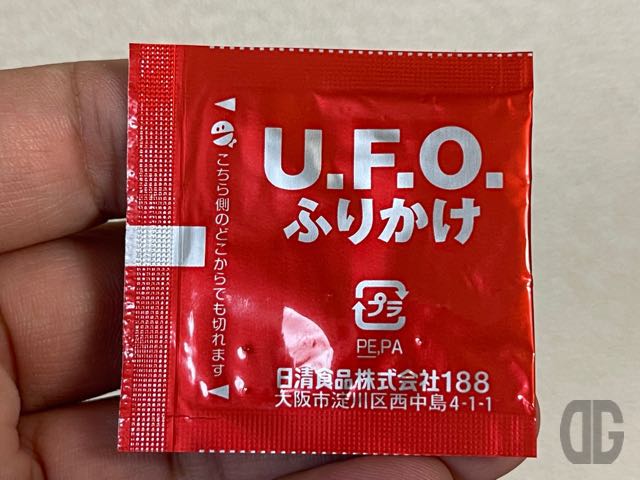 U.F.O.
ふりかけ
こちら側のどこからでも切れます
プラ
PE,PA
日清食品株式会社188
大阪市淀川区西中島4-1-1
DG